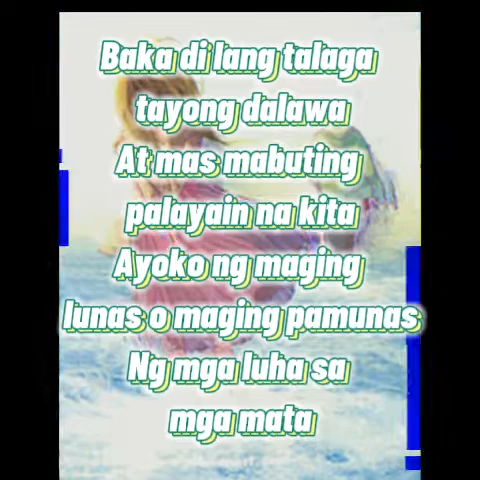 Baka di lang talaga
tayong dalawa
At mas mabuting
palayain na kita
Ayoko ng maging
lunas o maging pamunas
Ng mga luha sa
mga mata